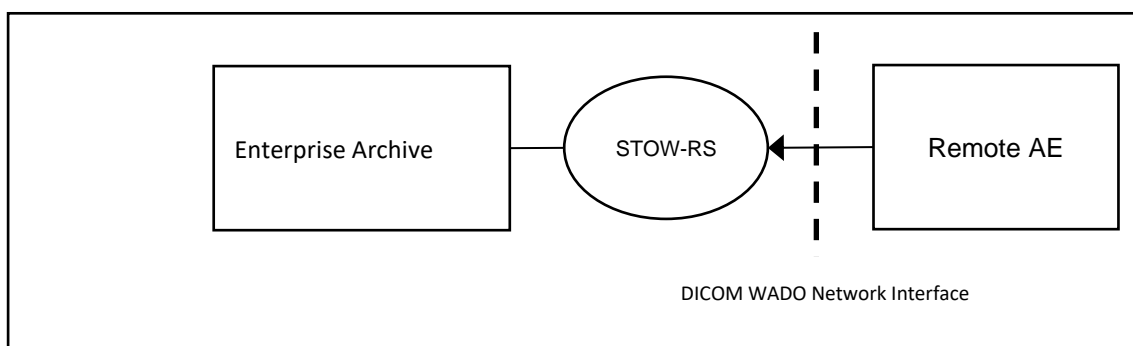 Enterprise Archive
STOW-RS
Remote AE
DICOM WADO Network Interface